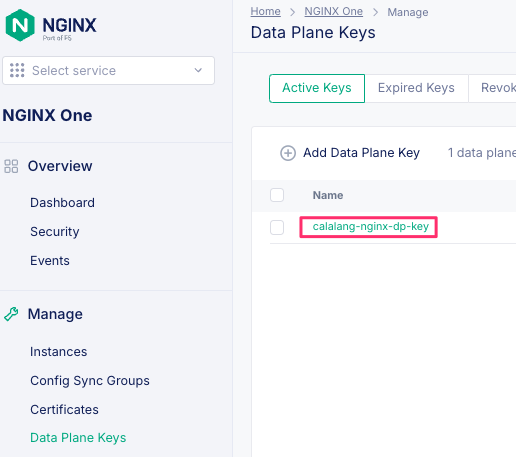 NGINX
Part of F5
Select service
NGINX One
Overview
Dashboard
Security
Events
Manage
Instances
Config Sync Groups
Certificates
Data Plane Keys
Home > NGINX One > Manage
Data Plane Keys
Active Keys Expired Keys Revok
Add Data Plane Key 1 data plane
Name
calalang-nginx-dp-key